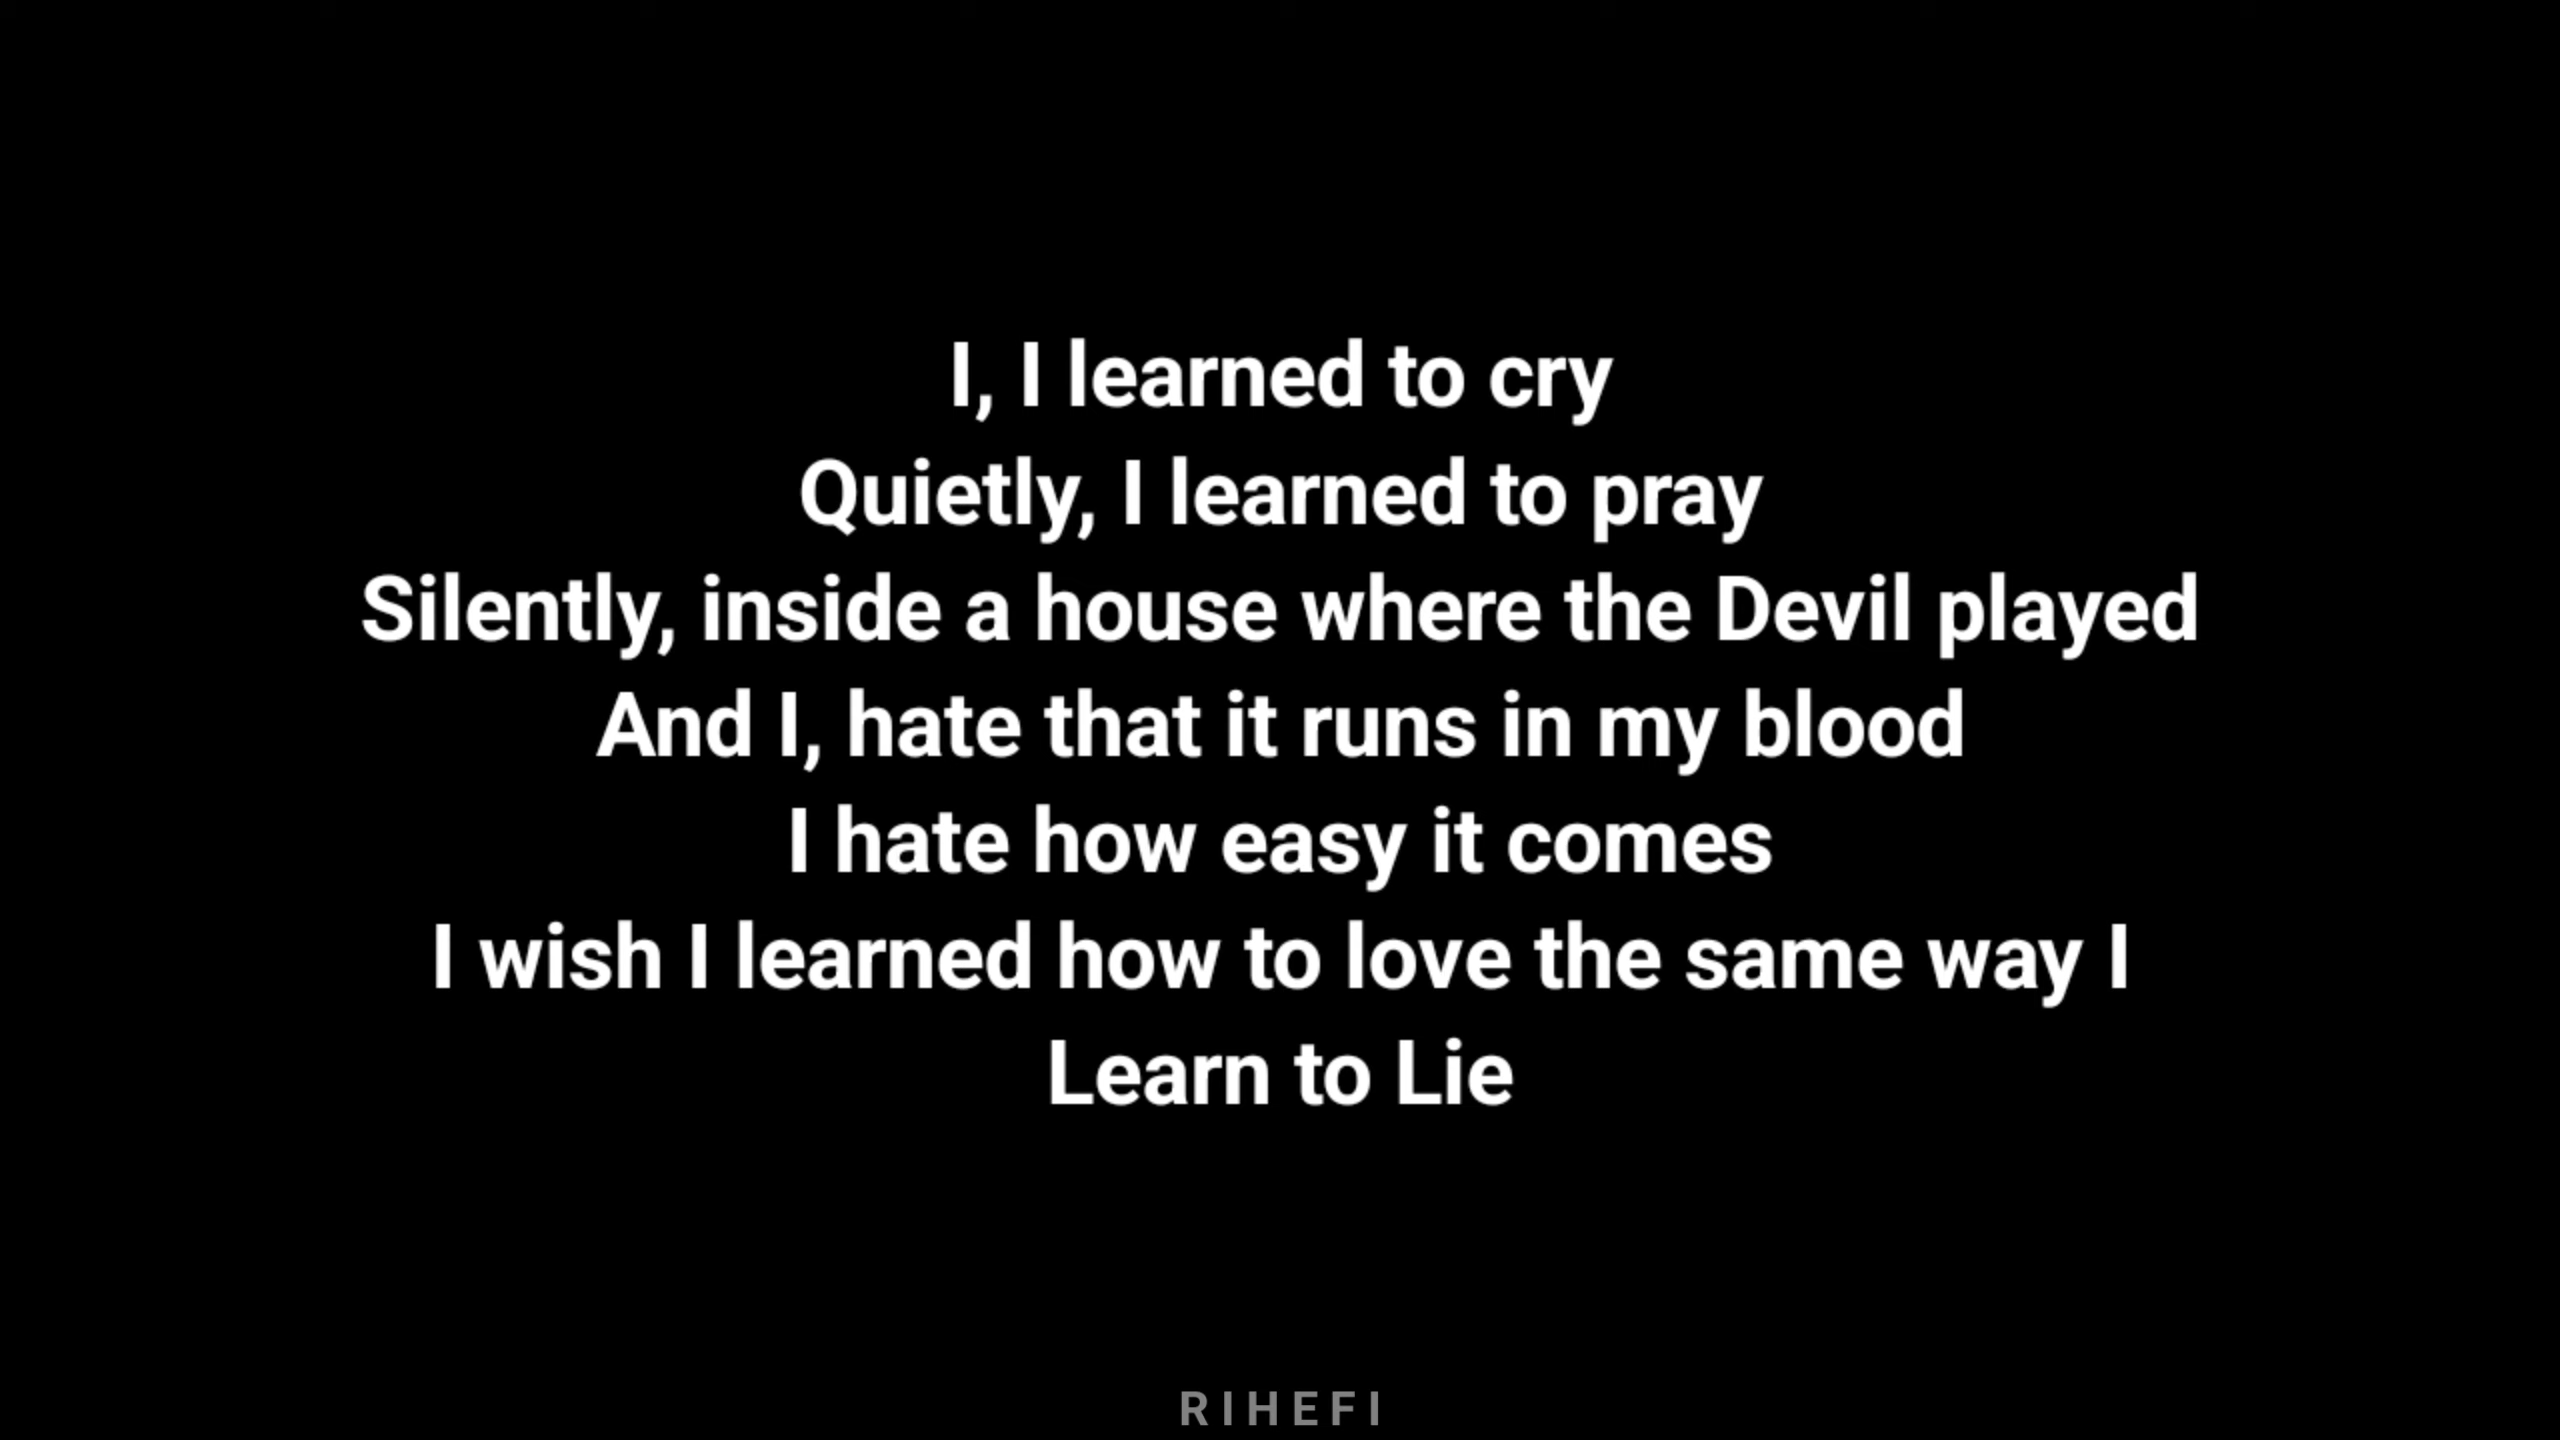 I, I learned to cry
Quietly, I learned to pray
Silently, inside a house where the Devil played
And I, hate that it runs in my blood
I hate how easy it comes
I wish I learned how to love the same way I
Learn to Lie
RIHEFI